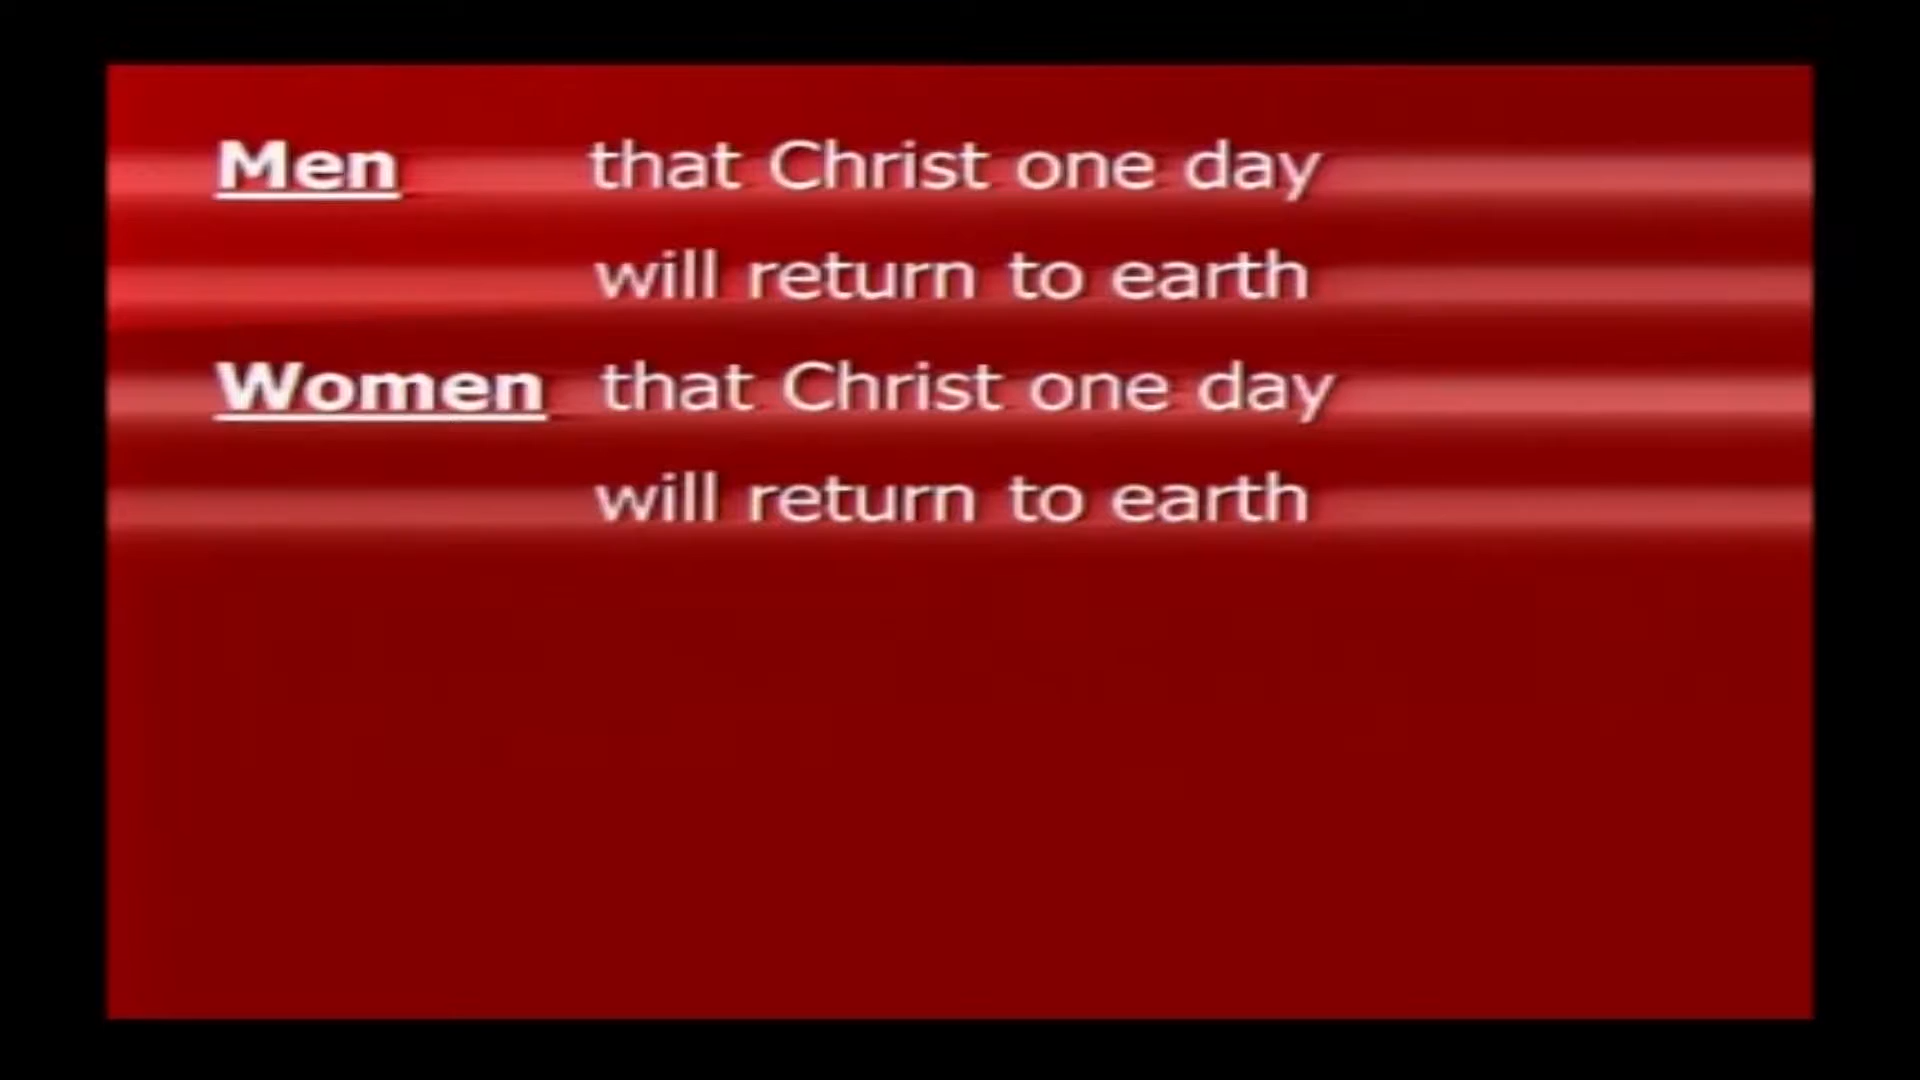 Men that Christ one day
will return to earth
Women that Christ one day
will return to earth